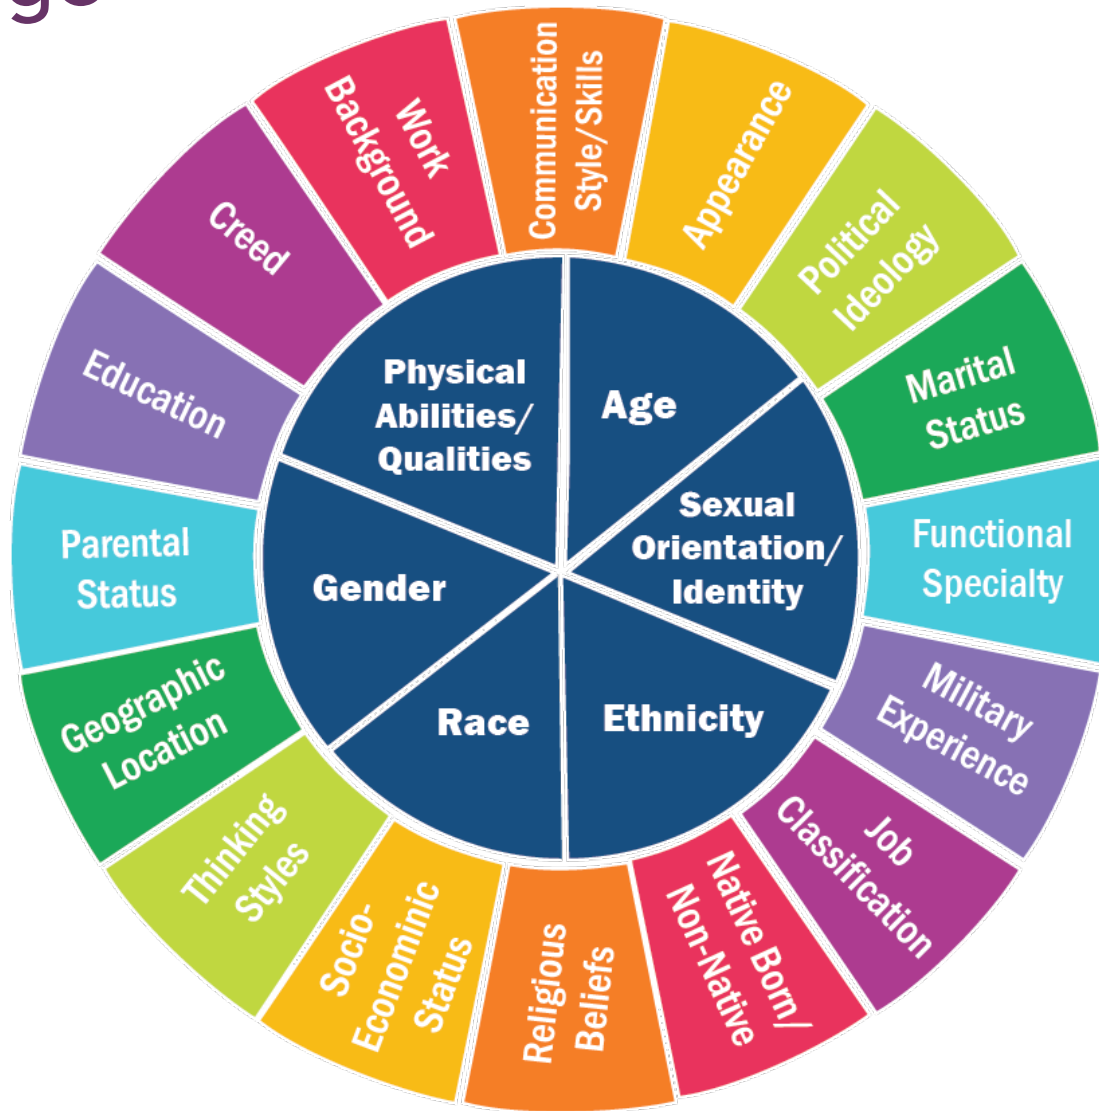 Communication
Style/Skills
Appearance
Political
Ideology
Marital
Status
Functional
Specialty
Military
Experience
Job
Classification
Native Born/
Non-Native
Religious
Beliefs
Socio-
Econominic
Status
Thinking
Styles
Geographic
Location
Parental
Status
Education
Creed
Work
Background
Physical
Abilities/
Qualities
Age
Sexual
Orientation/
Identity
Ethnicity
Race
Gender